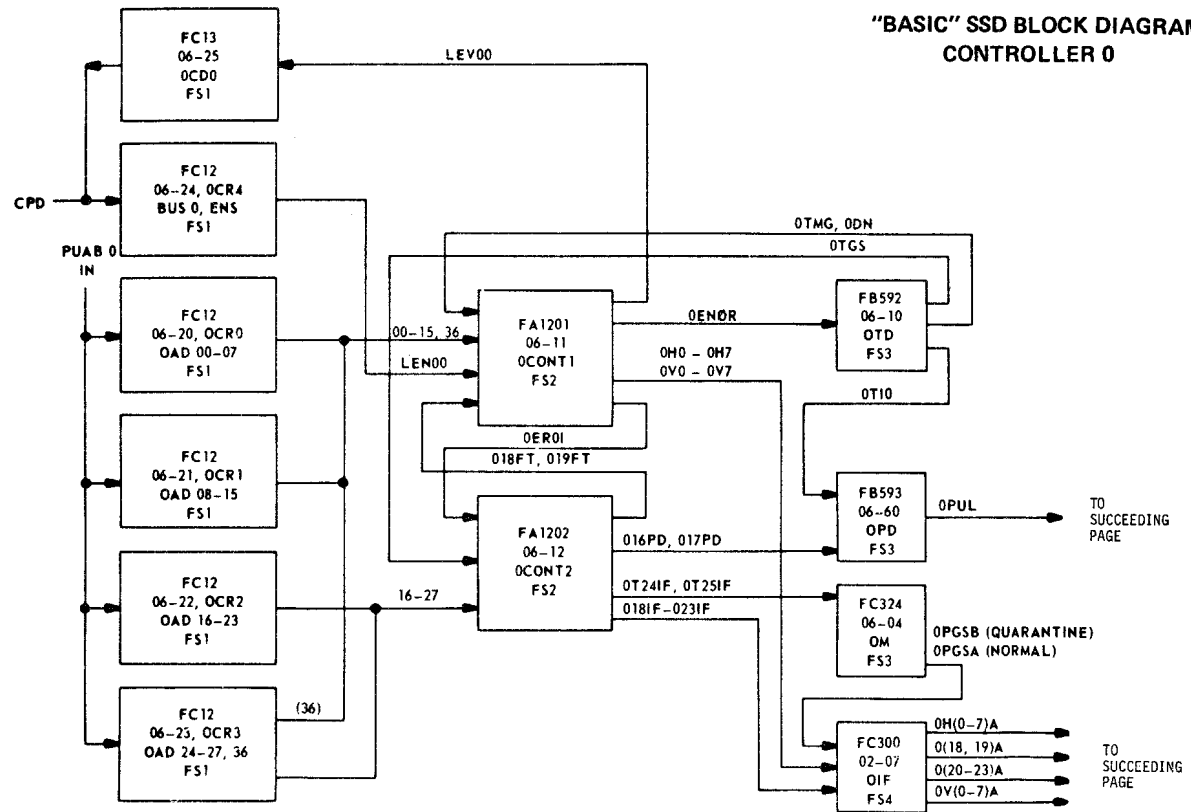 "BASIC" SSD BLOCK DIAGRAM
CONTROLLER 0
FC13
06-25
0CD0
FS1
LEV00
CPD
FC12
06-24, 0CR4
BUS 0, ENS
FS1
PUAB 0
IN
FC12
06-20, 0CR0
0AD 00-07
FS1
FC12
06-21, 0CR1
0AD 08-15
FS1
FC12
06-22, 0CR2
0AD 16-23
FS1
FC12
06-23, 0CR3
0AD 24-27, 36
FS1
(36)
00-15, 36
LEN00
16-27
FA1201
06-11
0CONT1
FS2
0ER0I
018FT, 019FT
FA1202
06-12
0CONT2
FS2
0TMG, 0DN
0TGS
0EN0R
0H0 - 0H7
0V0 - 0V7
FB592
06-10
0TD
FS3
0TI0
016PD, 017PD
0T24IF, 0T25IF
018IF-023IF
FB593
06-60
0PD
FS3
0PUL
TO
SUCCEEDING
PAGE
FC324
06-04
0M
FS3
0PGSB (QUARANTINE)
0PGSA (NORMAL)
FC300
02-07
0IF
FS4
0H(0-7)A
0(18, 19)A
0(20-23)A
0V(0-7)A
TO
SUCCEEDING
PAGE